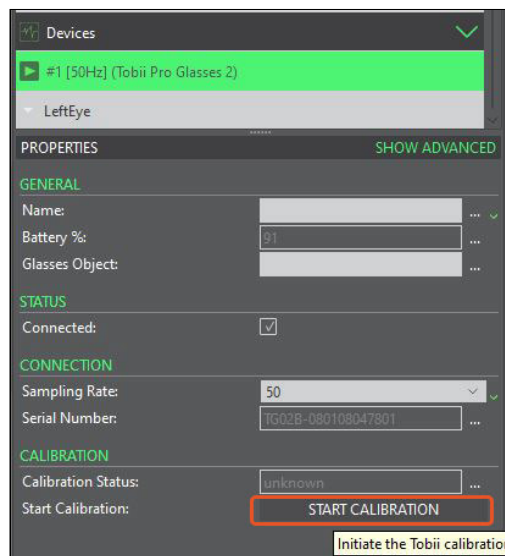 Devices
#1 [50Hz] (Tobii Pro Glasses 2)
LeftEye
PROPERTIES SHOW ADVANCED
GENERAL
Name: ...
Battery %: 91 ...
Glasses Object: ...
STATUS
Connected:
CONNECTION
Sampling Rate: 50
Serial Number: TG02B-080108047801 ...
CALIBRATION
Calibration Status: unknown ...
Start Calibration: START CALIBRATION
Initiate the Tobii calibratio